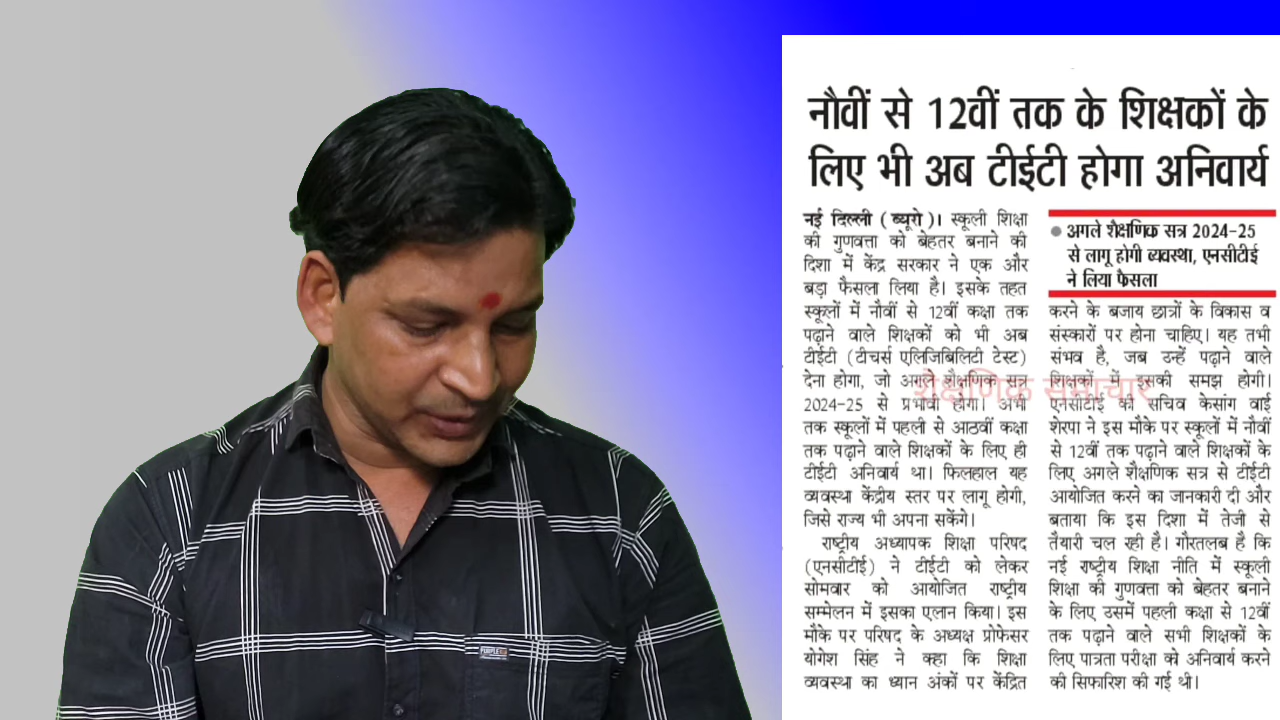 नौवीं से 12वीं तक के शिक्षकों के
लिए भी अब टीईटी होगा अनिवार्य
नई दिल्ली (ब्यूरो)। स्कूली शिक्षा
की गुणवत्ता को बेहतर बनाने की
दिशा में केंद्र सरकार ने एक और
बड़ा फैसला लिया है। इसके तहत
स्कूलों में नौवीं से 12वीं कक्षा तक
पढ़ाने वाले शिक्षकों को भी अब
टीईटी (टीचर्स एलिजिबिलिटी टेस्ट)
देना होगा, जो अगले शैक्षणिक सत्र
2024-25 से प्रभावी होगा। अभी
तक स्कूलों में पहली से आठवीं कक्षा
तक पढ़ाने वाले शिक्षकों के लिए ही
टीईटी अनिवार्य था। फिलहाल यह
व्यवस्था केंद्रीय स्तर पर लागू होगी,
जिसे राज्य भी अपना सकेंगे।
राष्ट्रीय अध्यापक शिक्षा परिषद
(एनसीटीई) ने टीईटी को लेकर
सोमवार को आयोजित राष्ट्रीय
सम्मेलन में इसका एलान किया। इस
मौके पर परिषद के अध्यक्ष प्रोफेसर
योगेश सिंह ने कहा कि शिक्षा
व्यवस्था का ध्यान अंकों पर केंद्रित
● अगले शैक्षणिक सत्र 2024-25
से लागू होगी व्यवस्था, एनसीटीई
ने लिया फैसला
करने के बजाय छात्रों के विकास व
संस्कारों पर होना चाहिए। यह तभी
संभव है, जब उन्हें पढ़ाने वाले
शिक्षकों में इसकी समझ होगी।
एनसीटीई की सचिव केसांग वाई
शेरपा ने इस मौके पर स्कूलों में नौवीं
से 12वीं तक पढ़ाने वाले शिक्षकों के
लिए अगले शैक्षणिक सत्र से टीईटी
आयोजित करने का जानकारी दी और
बताया कि इस दिशा में तेजी से
तैयारी चल रही है। गौरतलब है कि
नई राष्ट्रीय शिक्षा नीति में स्कूली
शिक्षा की गुणवत्ता को बेहतर बनाने
के लिए उसमें पहली कक्षा से 12वीं
तक पढ़ाने वाले सभी शिक्षकों के
लिए पात्रता परीक्षा को अनिवार्य करने
की सिफारिश की गई थी।
शैक्षणिक समाचार